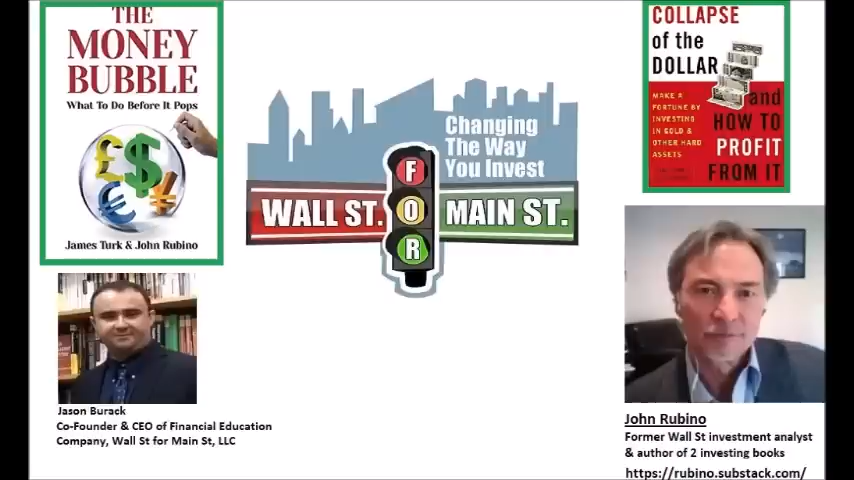 THE
MONEY
BUBBLE
What To Do Before It Pops
James Turk & John Rubino
Changing
The Way
You Invest
WALL ST.
F
O
R
MAIN ST.
COLLAPSE
of the
DOLLAR
and
HOW TO
PROFIT
FROM IT
MAKE A
FORTUNE BY
INVESTING
IN GOLD &
OTHER HARD
ASSETS
Jason Burack
Co-Founder & CEO of Financial Education
Company, Wall St for Main St, LLC
John Rubino
Former Wall St investment analyst
& author of 2 investing books
https://rubino.substack.com/